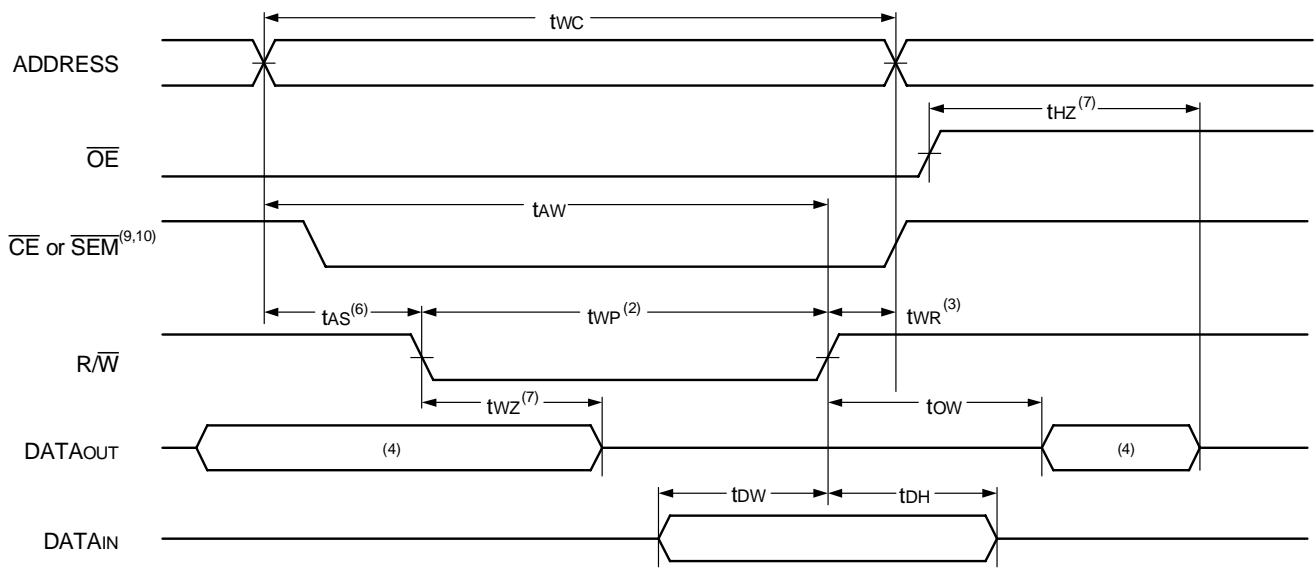 tWC
ADDRESS
tHZ(7)
OE
tAW
CE or SEM(9,10)
tAS(6) tWP(2) tWR(3)
R/W
tWZ(7) tOW
DATAOUT (4) (4)
tDW tDH
DATAIN